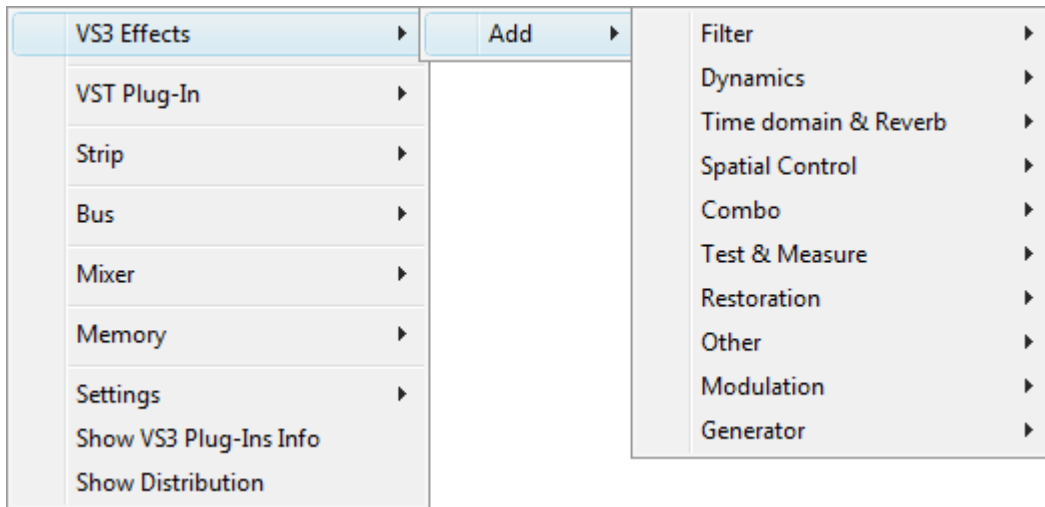 VS3 Effects
VST Plug-In
Strip
Bus
Mixer
Memory
Settings
Show VS3 Plug-Ins Info
Show Distribution
Add
Filter
Dynamics
Time domain & Reverb
Spatial Control
Combo
Test & Measure
Restoration
Other
Modulation
Generator